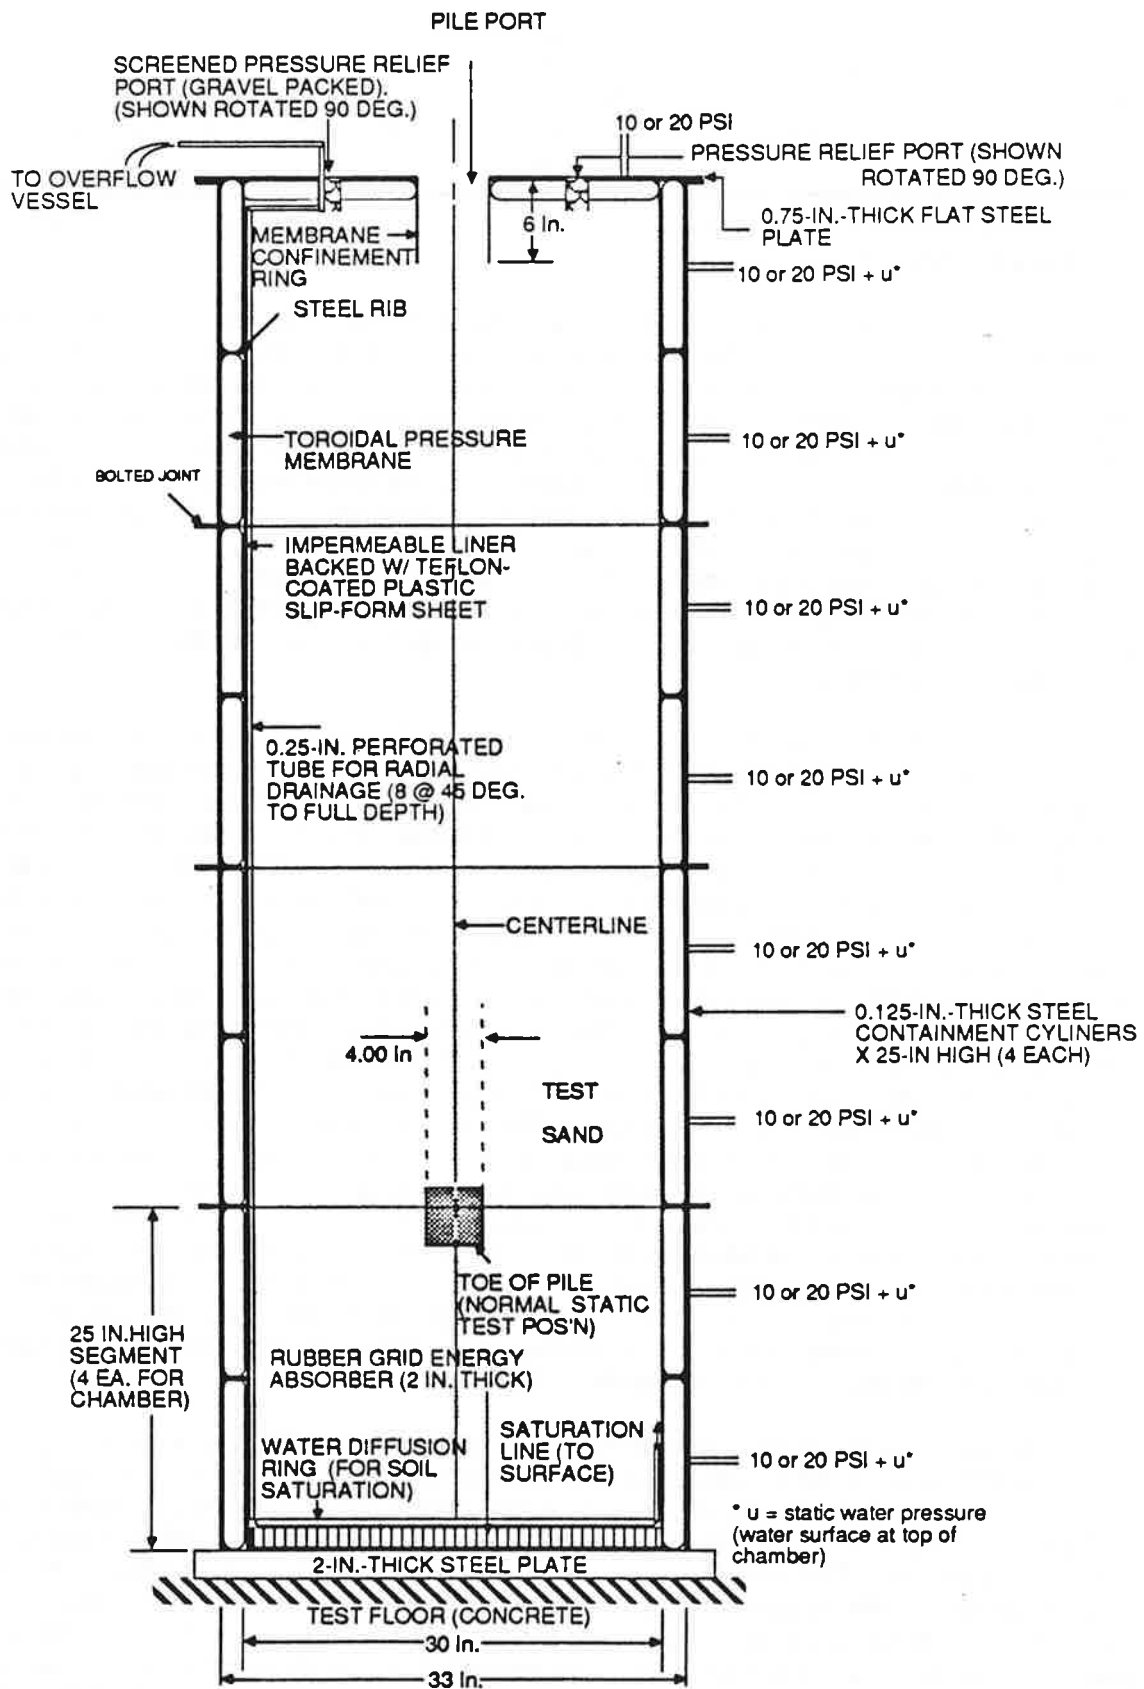 PILE PORT
SCREENED PRESSURE RELIEF
PORT (GRAVEL PACKED).
(SHOWN ROTATED 90 DEG.)
10 or 20 PSI
PRESSURE RELIEF PORT (SHOWN
ROTATED 90 DEG.)
TO OVERFLOW
VESSEL
0.75-IN.-THICK FLAT STEEL
PLATE
6 In.
MEMBRANE
CONFINEMENT
RING
10 or 20 PSI + u*
STEEL RIB
TOROIDAL PRESSURE
MEMBRANE
10 or 20 PSI + u*
BOLTED JOINT
IMPERMEABLE LINER
BACKED W/ TEFLON-
COATED PLASTIC
SLIP-FORM SHEET
10 or 20 PSI + u*
0.25-IN. PERFORATED
TUBE FOR RADIAL
DRAINAGE (8 @ 45 DEG.
TO FULL DEPTH)
10 or 20 PSI + u*
CENTERLINE
10 or 20 PSI + u*
0.125-IN.-THICK STEEL
CONTAINMENT CYLINERS
X 25-IN HIGH (4 EACH)
4.00 In
TEST
SAND
10 or 20 PSI + u*
TOE OF PILE
(NORMAL STATIC
TEST POS'N)
10 or 20 PSI + u*
25 IN.HIGH
SEGMENT
(4 EA. FOR
CHAMBER)
RUBBER GRID ENERGY
ABSORBER (2 IN. THICK)
SATURATION
LINE (TO
SURFACE)
WATER DIFFUSION
RING (FOR SOIL
SATURATION)
10 or 20 PSI + u*
* u = static water pressure
(water surface at top of
chamber)
2-IN.-THICK STEEL PLATE
TEST FLOOR (CONCRETE)
30 In.
33 In.